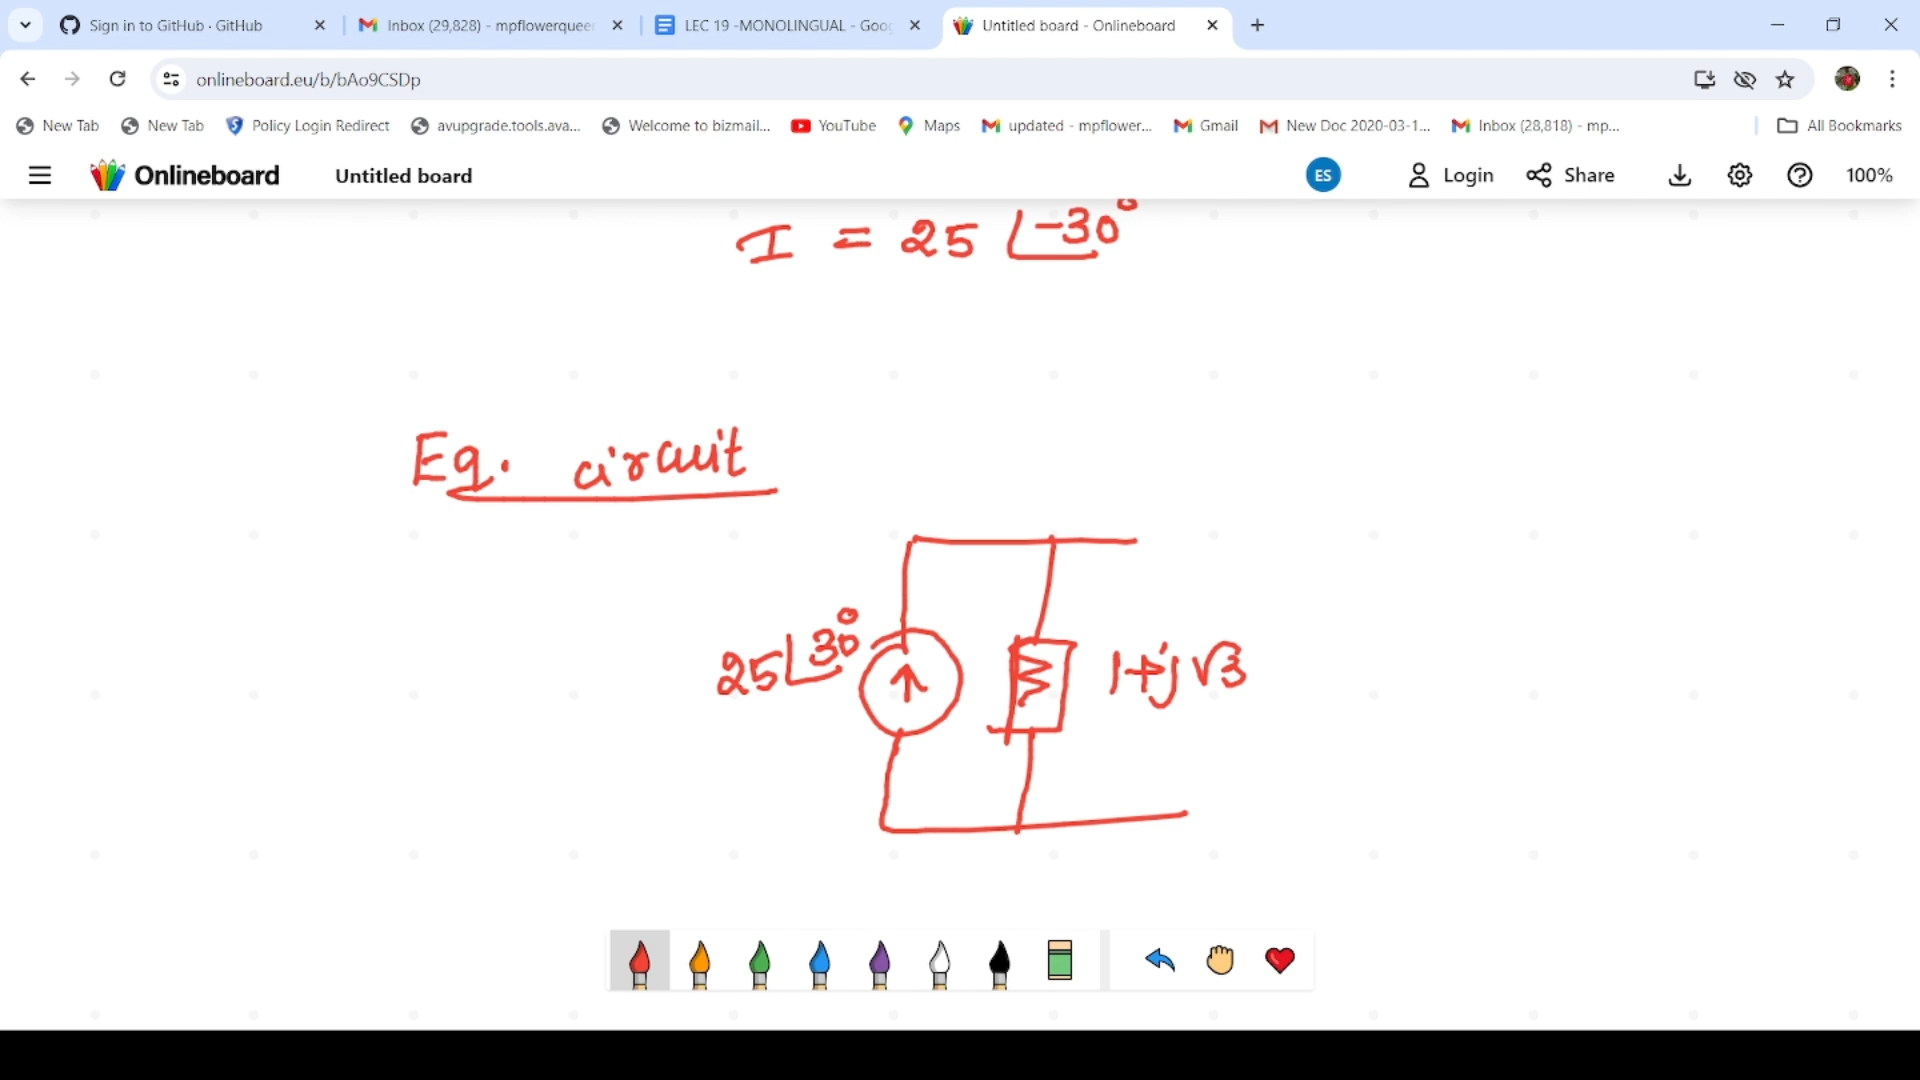 Sign in to GitHub · GitHub
Inbox (29,828) - mpflowerqueen
LEC 19 -MONOLINGUAL - Goog
Untitled board - Onlineboard
onlineboard.eu/b/bAo9CSDp
New Tab
New Tab
Policy Login Redirect
avupgrade.tools.ava...
Welcome to bizmail...
YouTube
Maps
updated - mpflower...
Gmail
New Doc 2020-03-1...
Inbox (28,818) - mp...
All Bookmarks
Onlineboard
Untitled board
ES
Login
Share
100%
I = 25 ∠-30°
Eq. circuit
25∠30°
1+j√3